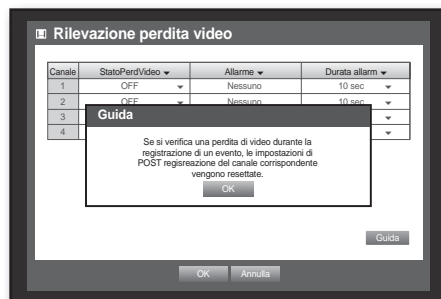 Rilevazione perdita video
Canale StatoPerdVideo Allarme Durata allarm
1 OFF Nessuno 10 sec
2 OFF Nessuno 10 sec
3
4
Guida
Se si verifica una perdita di video durante la
registrazione di un evento, le impostazioni di
POST regisreazione del canale corrispondente
vengono resettate.
OK
Guida
OK Annulla